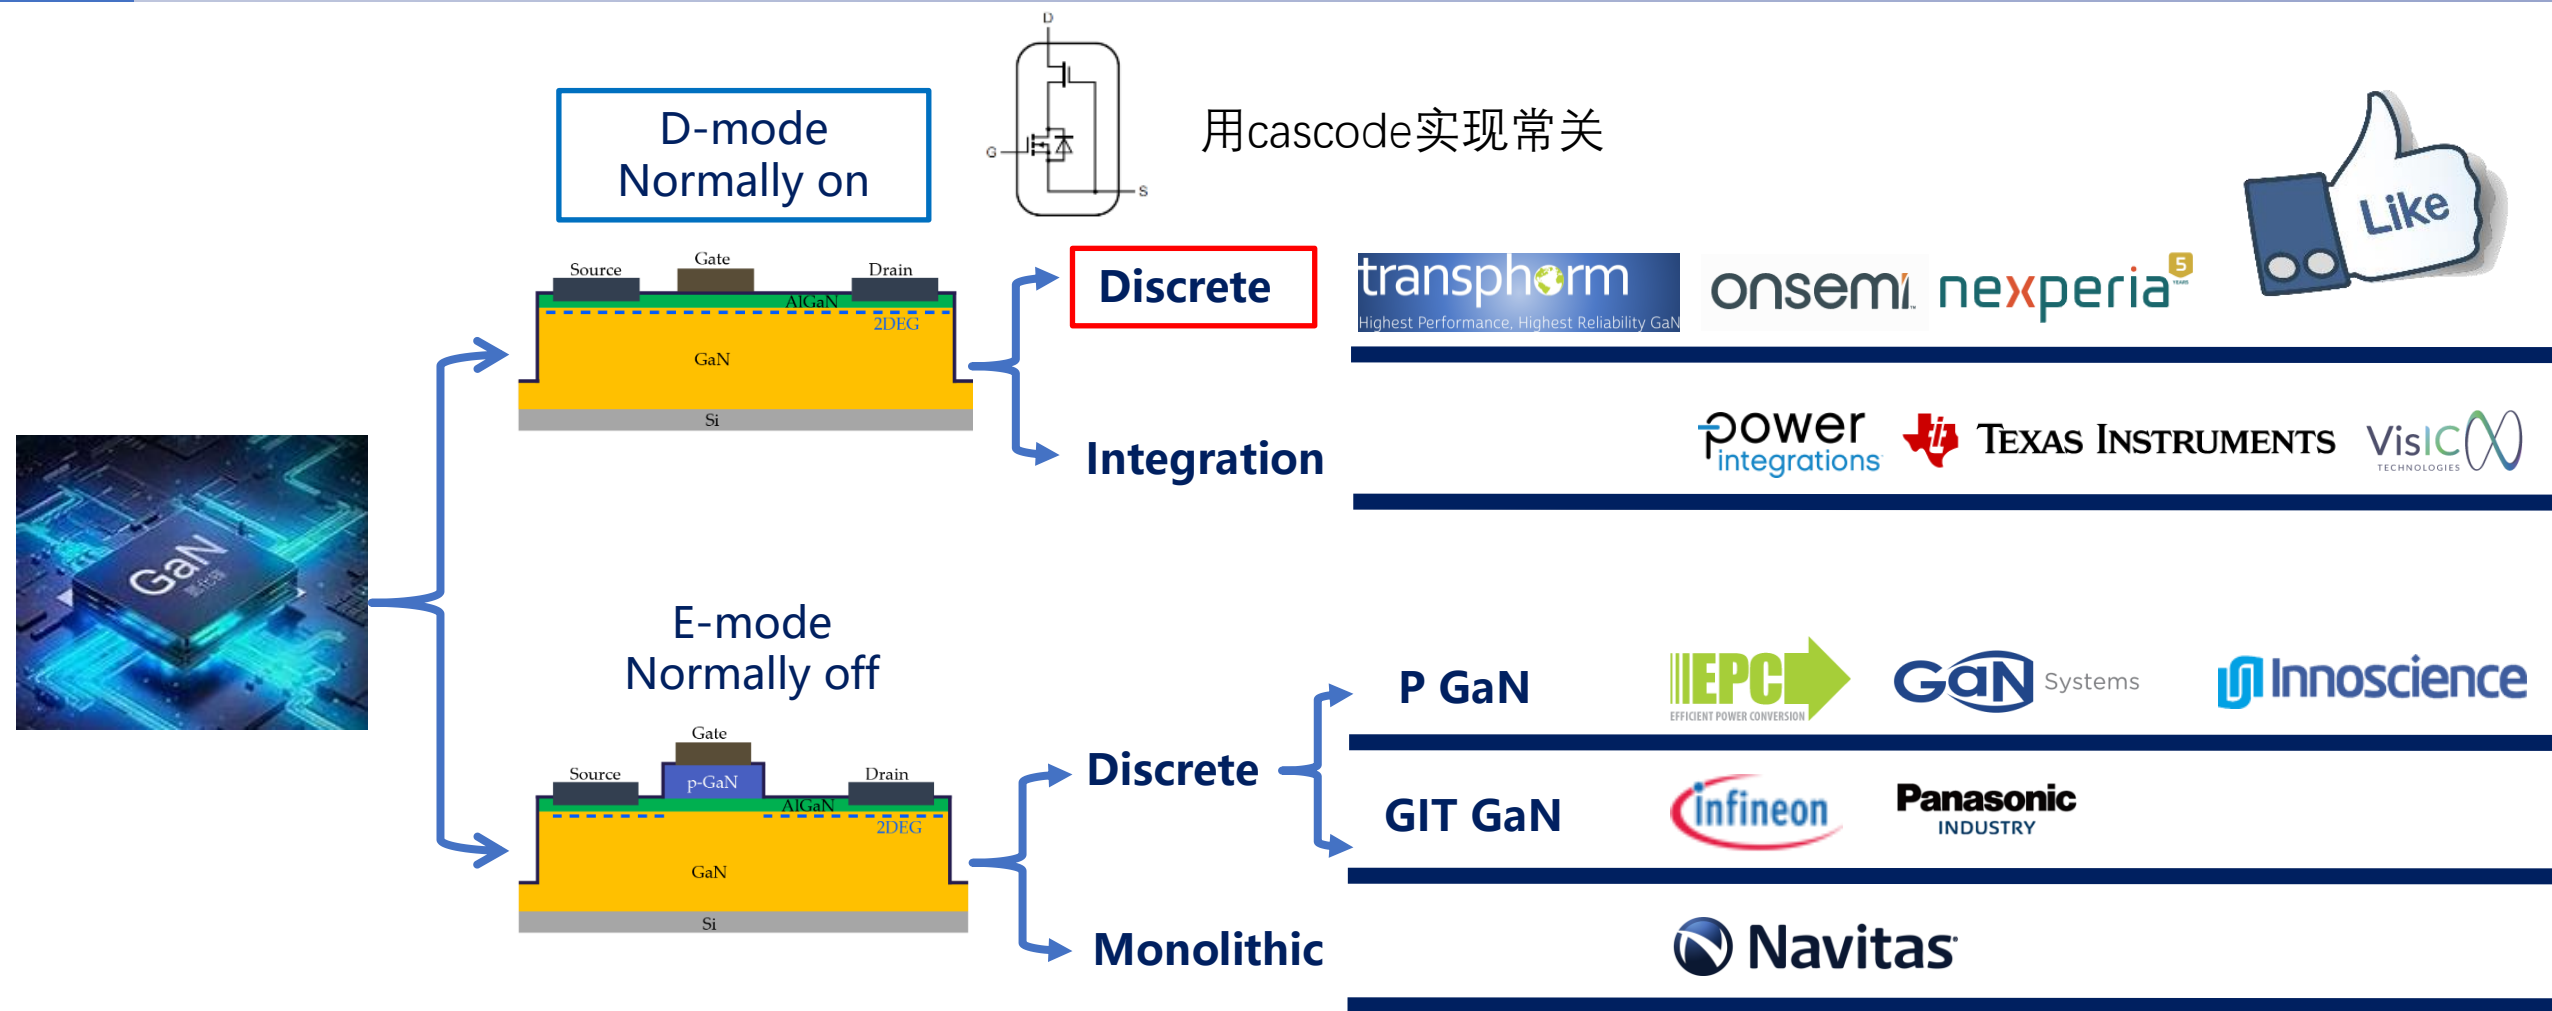 D
G
S
用cascode实现常关
D-mode
Normally on
Like
Source
Gate
Drain
AlGaN
2DEG
GaN
Si
Discrete
transphorm
Highest Performance, Highest Reliability GaN
onsemi
nexperia
5
YEARS
Integration
power
integrations
TEXAS INSTRUMENTS
VisIC
TECHNOLOGIES
GaN
E-mode
Normally off
Gate
Source
p-GaN
Drain
AlGaN
2DEG
GaN
Si
Discrete
P GaN
EPC
EFFICIENT POWER CONVERSION
GaN Systems
Innoscience
GIT GaN
infineon
Panasonic
INDUSTRY
Monolithic
Navitas